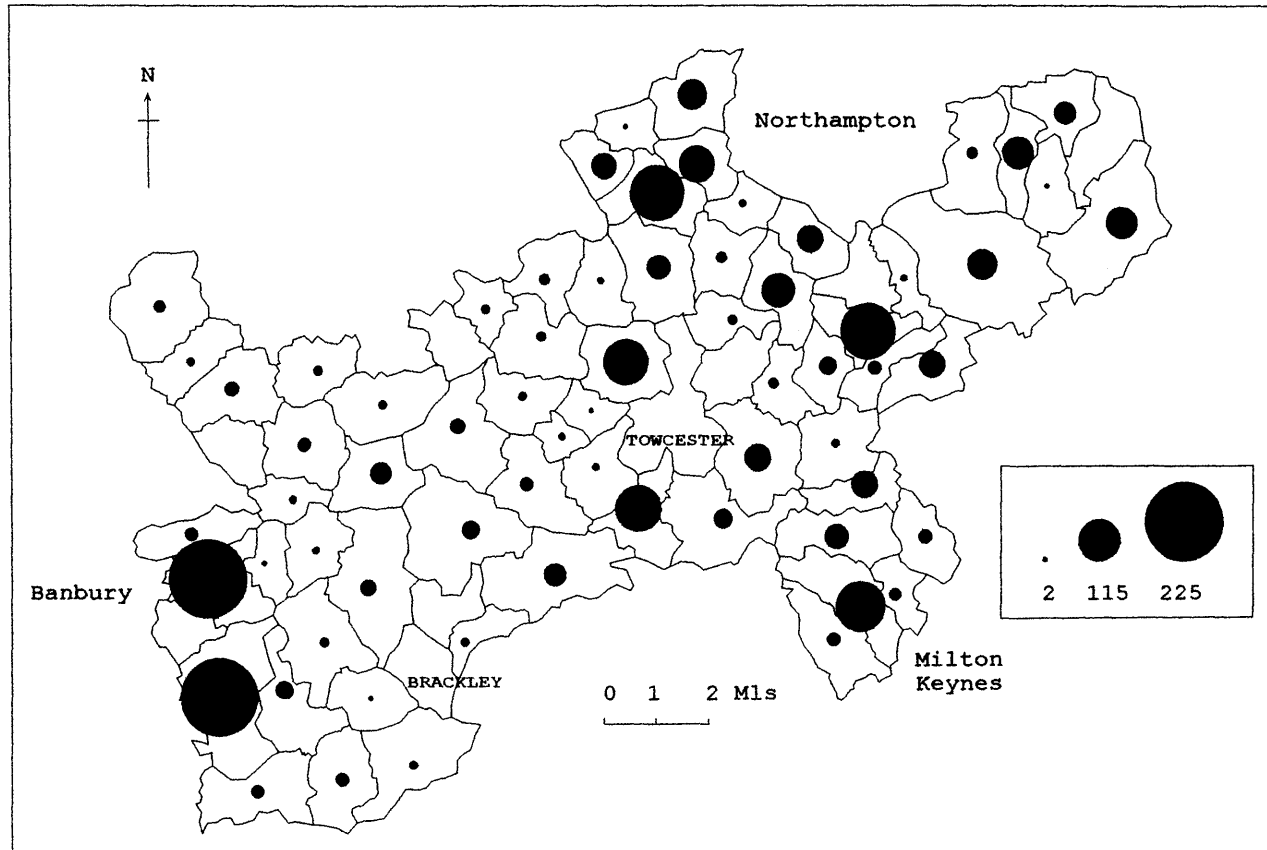 N
Northampton
TOWCESTER
2 115 225
Banbury
BRACKLEY
Milton
Keynes
0 1 2 Mls